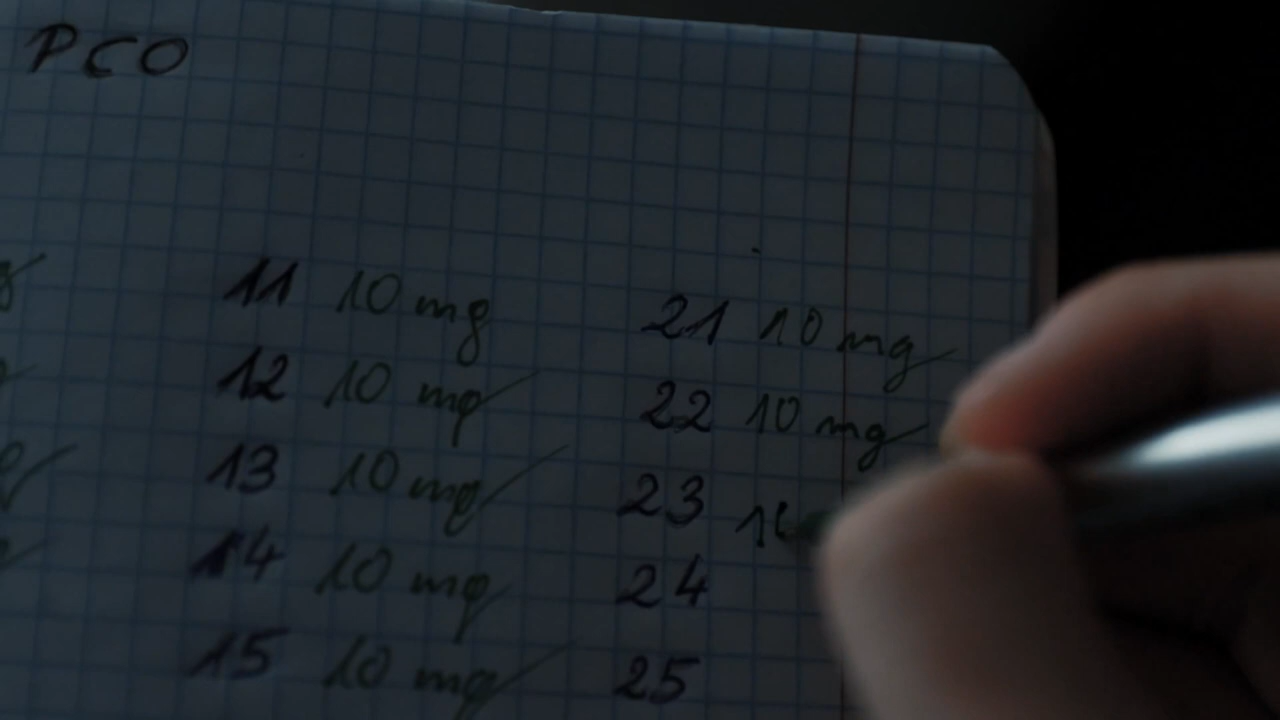 РСО
11 10 mg 21 10 mg
12 10 mg 22 10 mg
13 10 mg 23
14 10 mg 24
15 10 mg 25